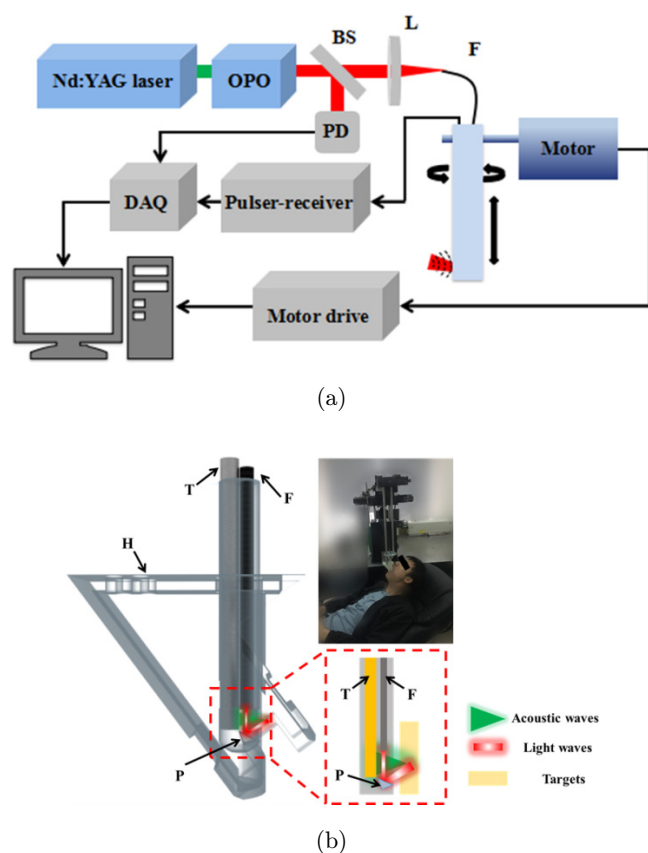 BS
L
F
Nd:YAG laser
OPO
PD
Motor
DAQ
Pulser-receiver
Motor drive
(a)
T
F
H
P
T
F
P
Acoustic waves
Light waves
Targets
(b)